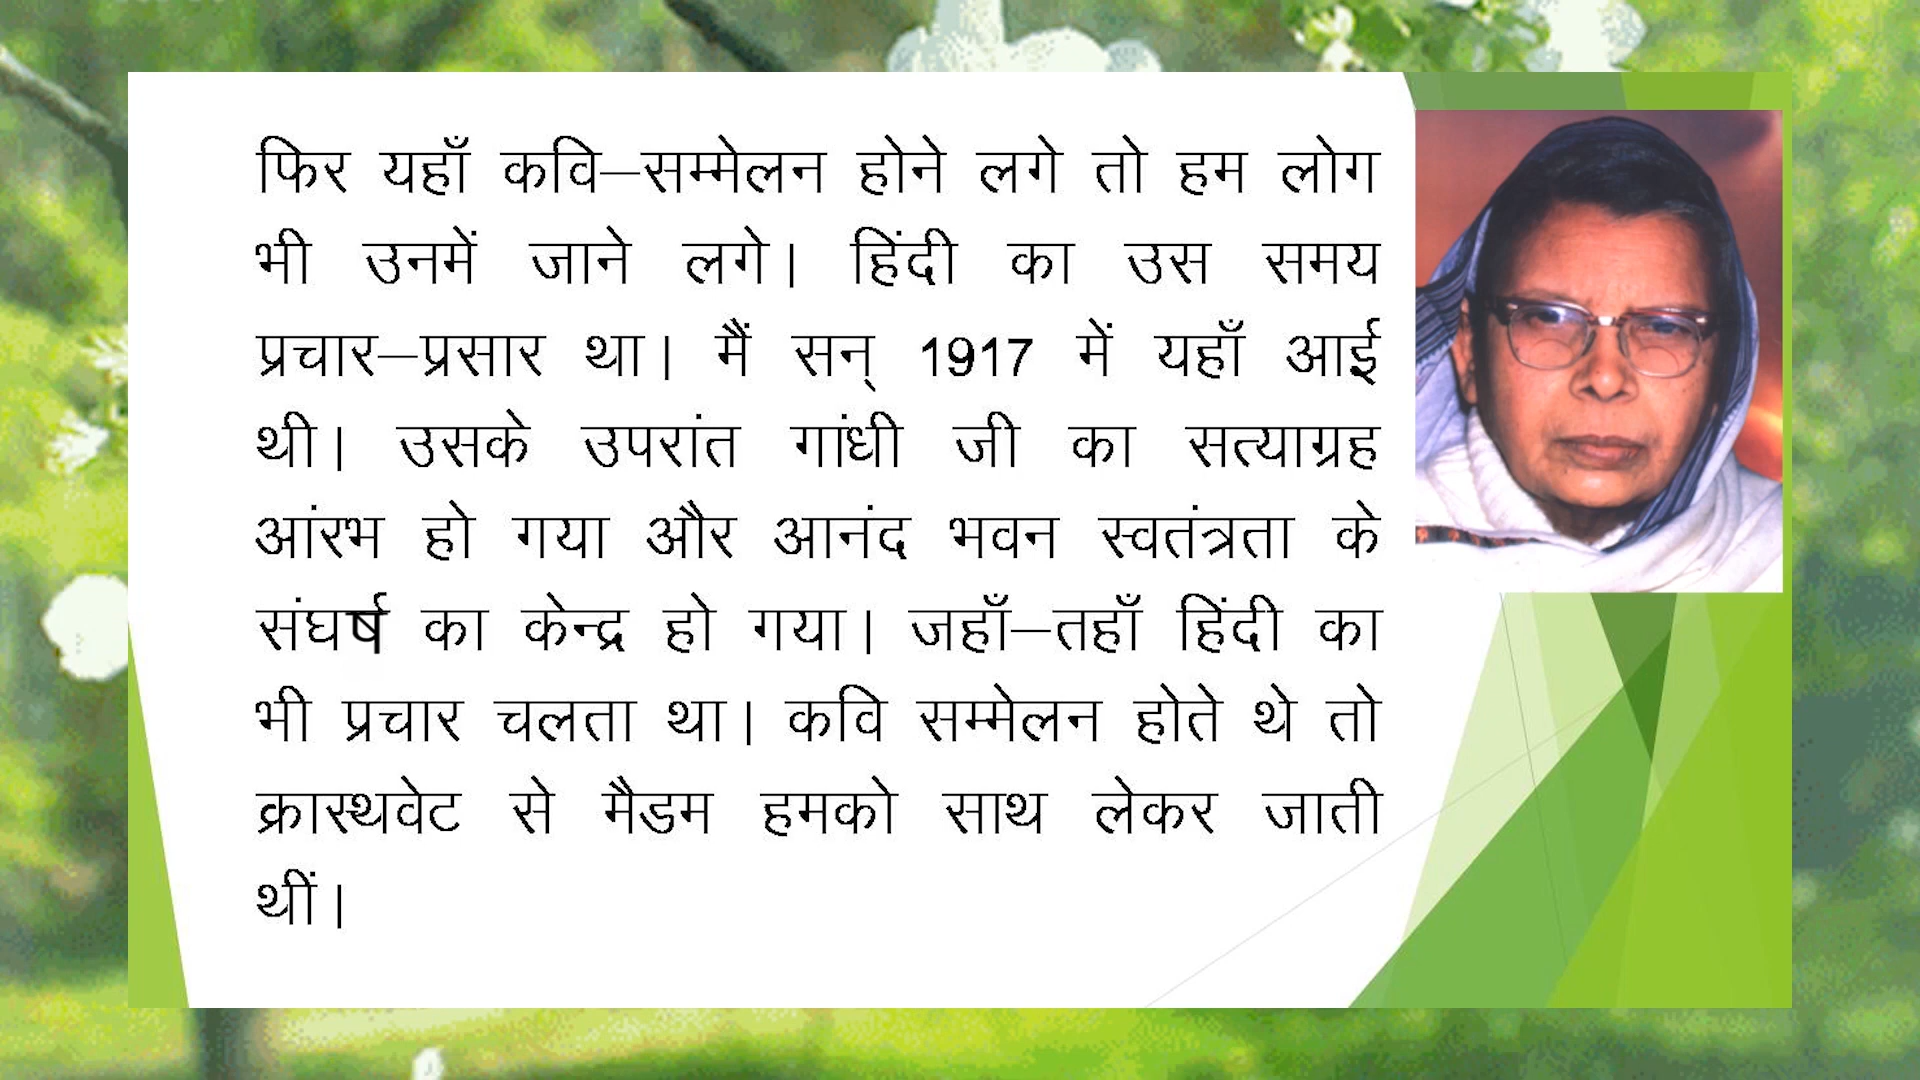 फिर यहाँ कवि–सम्मेलन होने लगे तो हम लोग
भी उनमें जाने लगे। हिंदी का उस समय
प्रचार–प्रसार था। मैं सन् 1917 में यहाँ आई
थी। उसके उपरांत गांधी जी का सत्याग्रह
आंरभ हो गया और आनंद भवन स्वतंत्रता के
संघर्ष का केन्द्र हो गया। जहाँ–तहाँ हिंदी का
भी प्रचार चलता था। कवि सम्मेलन होते थे तो
क्रास्थवेट से मैडम हमको साथ लेकर जाती
थीं।